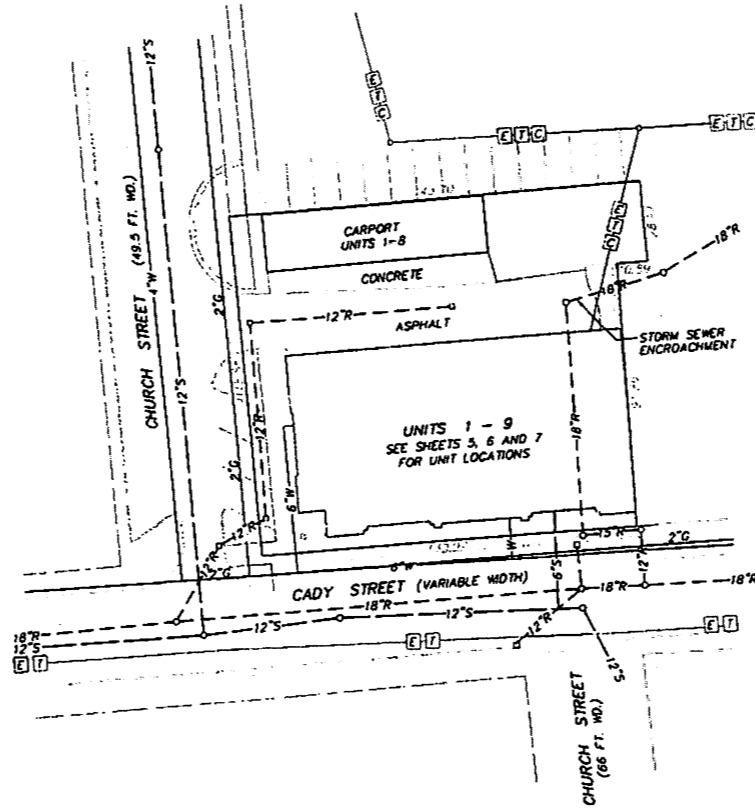 12"S
E T C
E T C
E T C
CHURCH STREET (49.5 FT. WD.)
4"W
12"S
2"G
CARPORT
UNITS 1-8
CONCRETE
E T C
18"R
18"R
12"R
ASPHALT
STORM SEWER
ENCROACHMENT
12"R
18"R
2"G
UNITS 1 - 9
SEE SHEETS 5, 6 AND 7
FOR UNIT LOCATIONS
6"W
12"R
12"R
2"G
6"W
W
6"S
15"R
12"R
2"G
CADY STREET (VARIABLE WIDTH)
18"R
18"R
18"R
18"R
12"S
12"S
12"S
12"R
12"S
E T
E T
E T
CHURCH STREET
(66 FT. WD.)